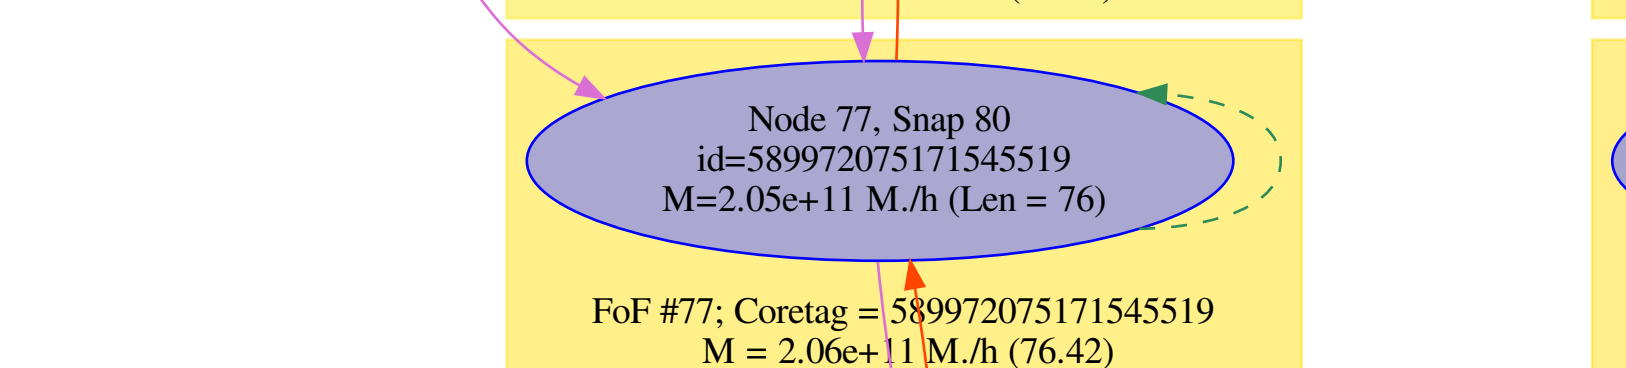 Node 77, Snap 80
id=589972075171545519
M=2.05e+11 M./h (Len = 76)
FoF #77; Coretag = 589972075171545519
M = 2.06e+11 M./h (76.42)